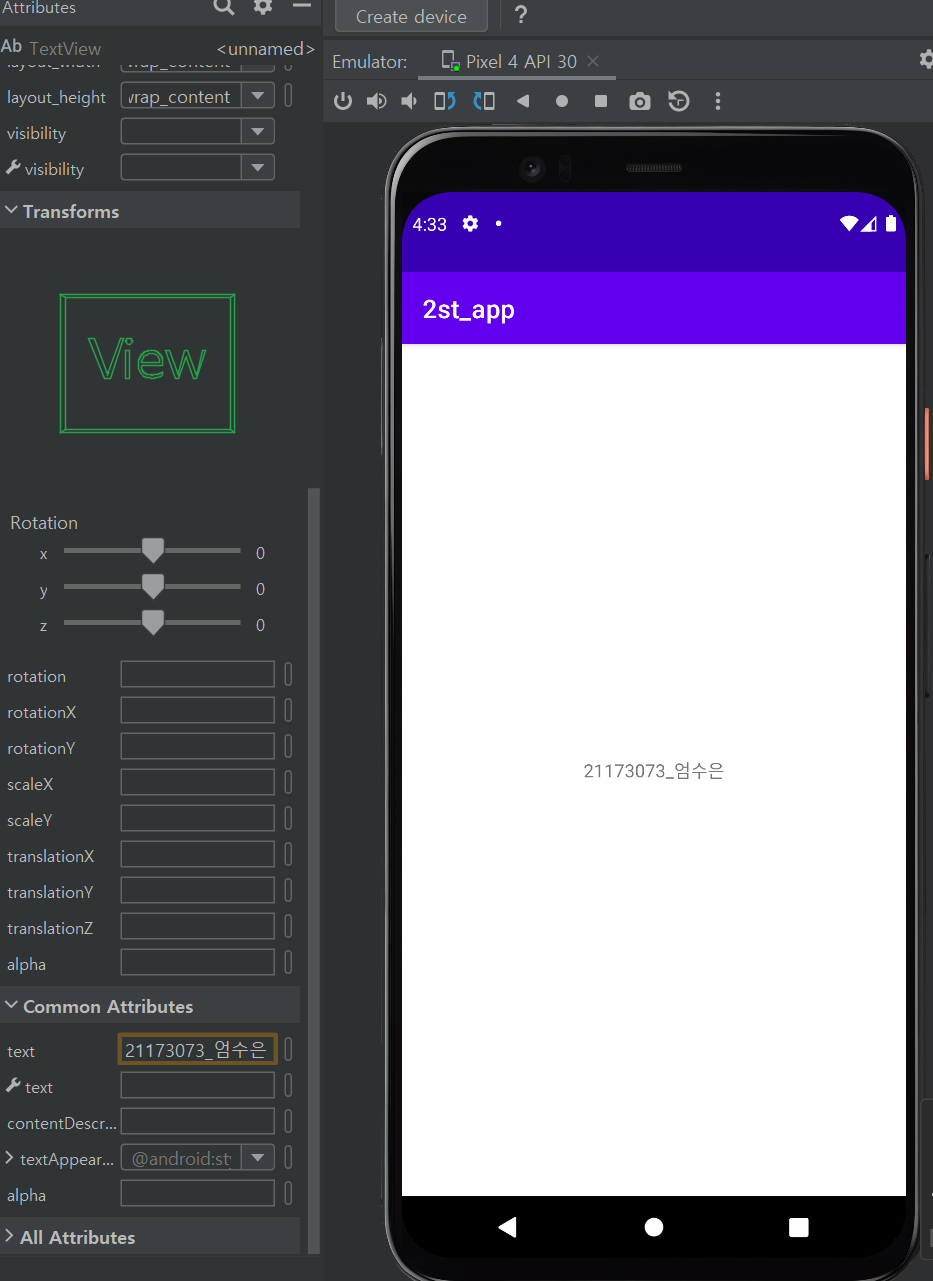 Attributes
Create device
?
Ab TextView
<unnamed>
Emulator:
Pixel 4 API 30
layout_width
wrap_content
layout_height
wrap_content
visibility
visibility
Transforms
View
4:33
2st_app
Rotation
x 0
y 0
z 0
rotation
rotationX
rotationY
scaleX
scaleY
translationX
translationY
translationZ
alpha
21173073_엄수은
Common Attributes
text 21173073_엄수은
text
contentDescr...
textAppear... @android:sty
alpha
All Attributes